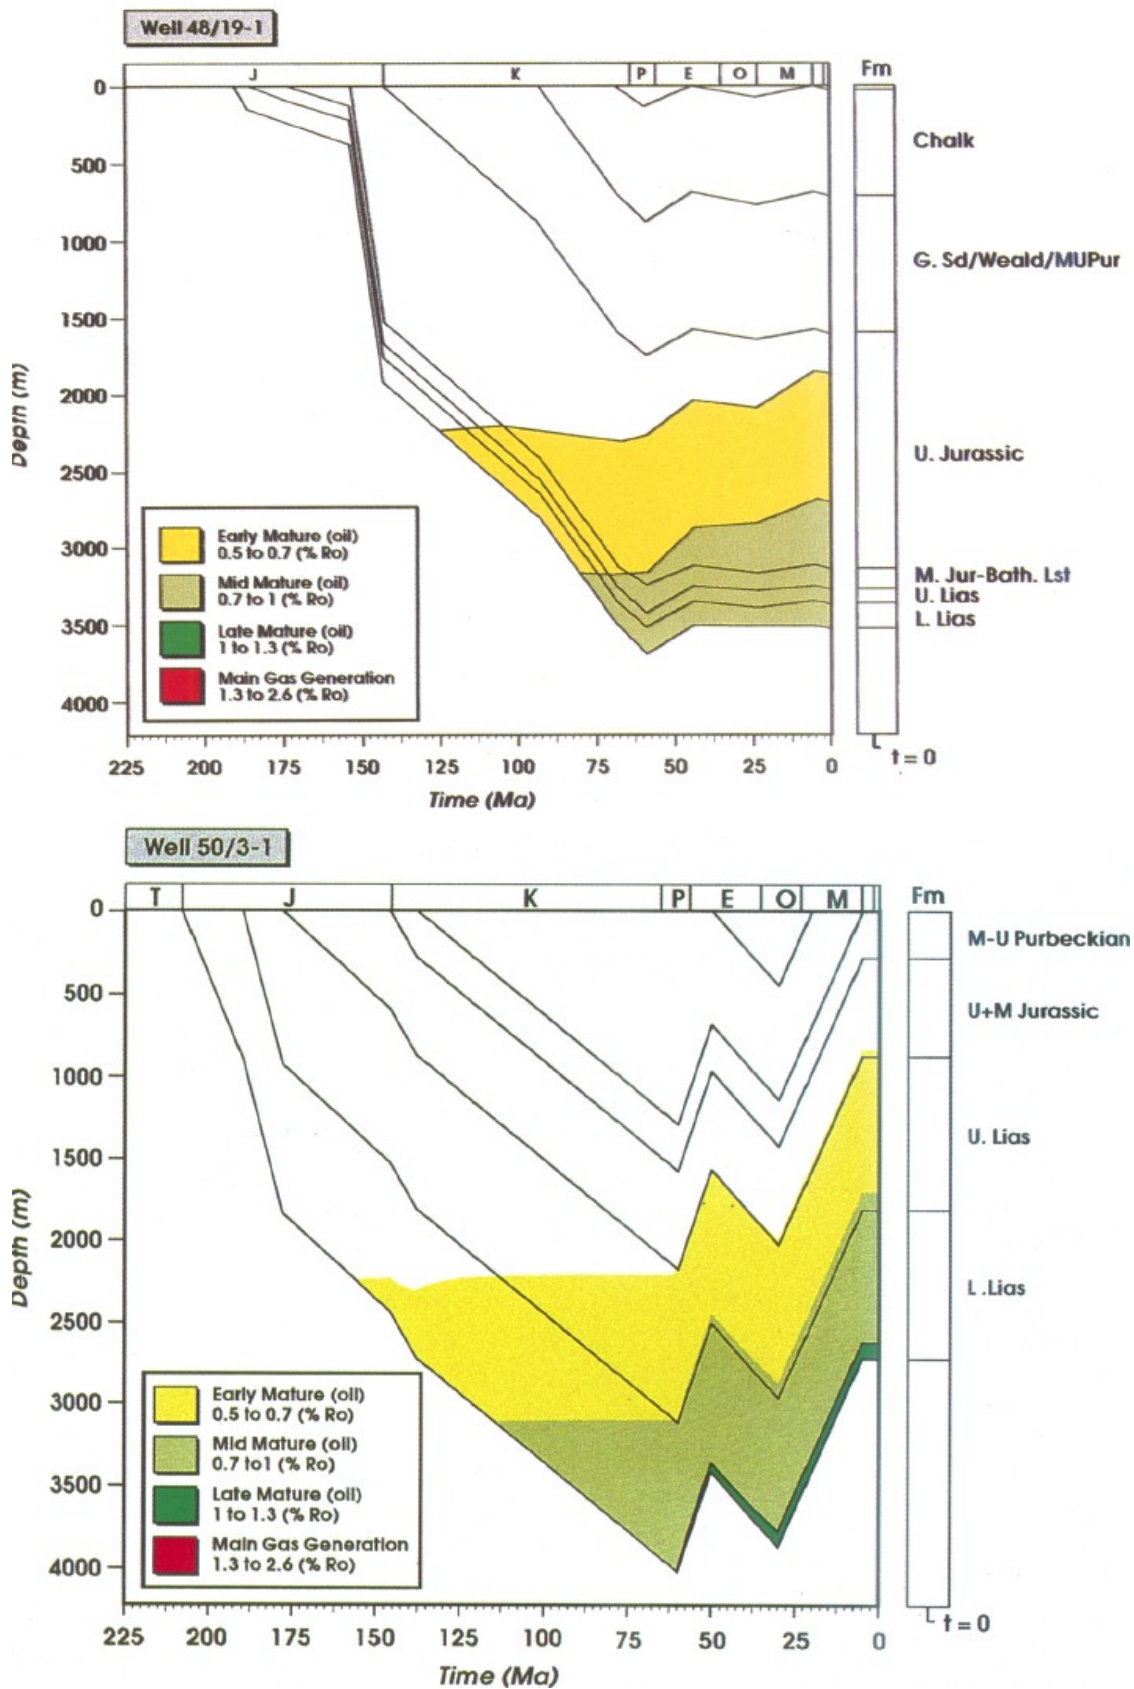 Well 48/19-1
J K P E O M Fm
0
500
1000
1500
2000
2500
3000
3500
4000
Depth (m)
Chalk
G. Sd/Weald/MUPur
U. Jurassic
M. Jur-Bath. Lst
U. Lias
L. Lias
Early Mature (oil)
0.5 to 0.7 (% Ro)
Mid Mature (oil)
0.7 to 1 (% Ro)
Late Mature (oil)
1 to 1.3 (% Ro)
Main Gas Generation
1.3 to 2.6 (% Ro)
t = 0
225 200 175 150 125 100 75 50 25 0
Time (Ma)
Well 50/3-1
T J K P E O M Fm
0
500
1000
1500
2000
2500
3000
3500
4000
Depth (m)
M-U Purbeckian
U+M Jurassic
U. Lias
L .Lias
Early Mature (oil)
0.5 to 0.7 (% Ro)
Mid Mature (oil)
0.7 to1 (% Ro)
Late Mature (oil)
1 to 1.3 (% Ro)
Main Gas Generation
1.3 to 2.6 (% Ro)
t = 0
225 200 175 150 125 100 75 50 25 0
Time (Ma)